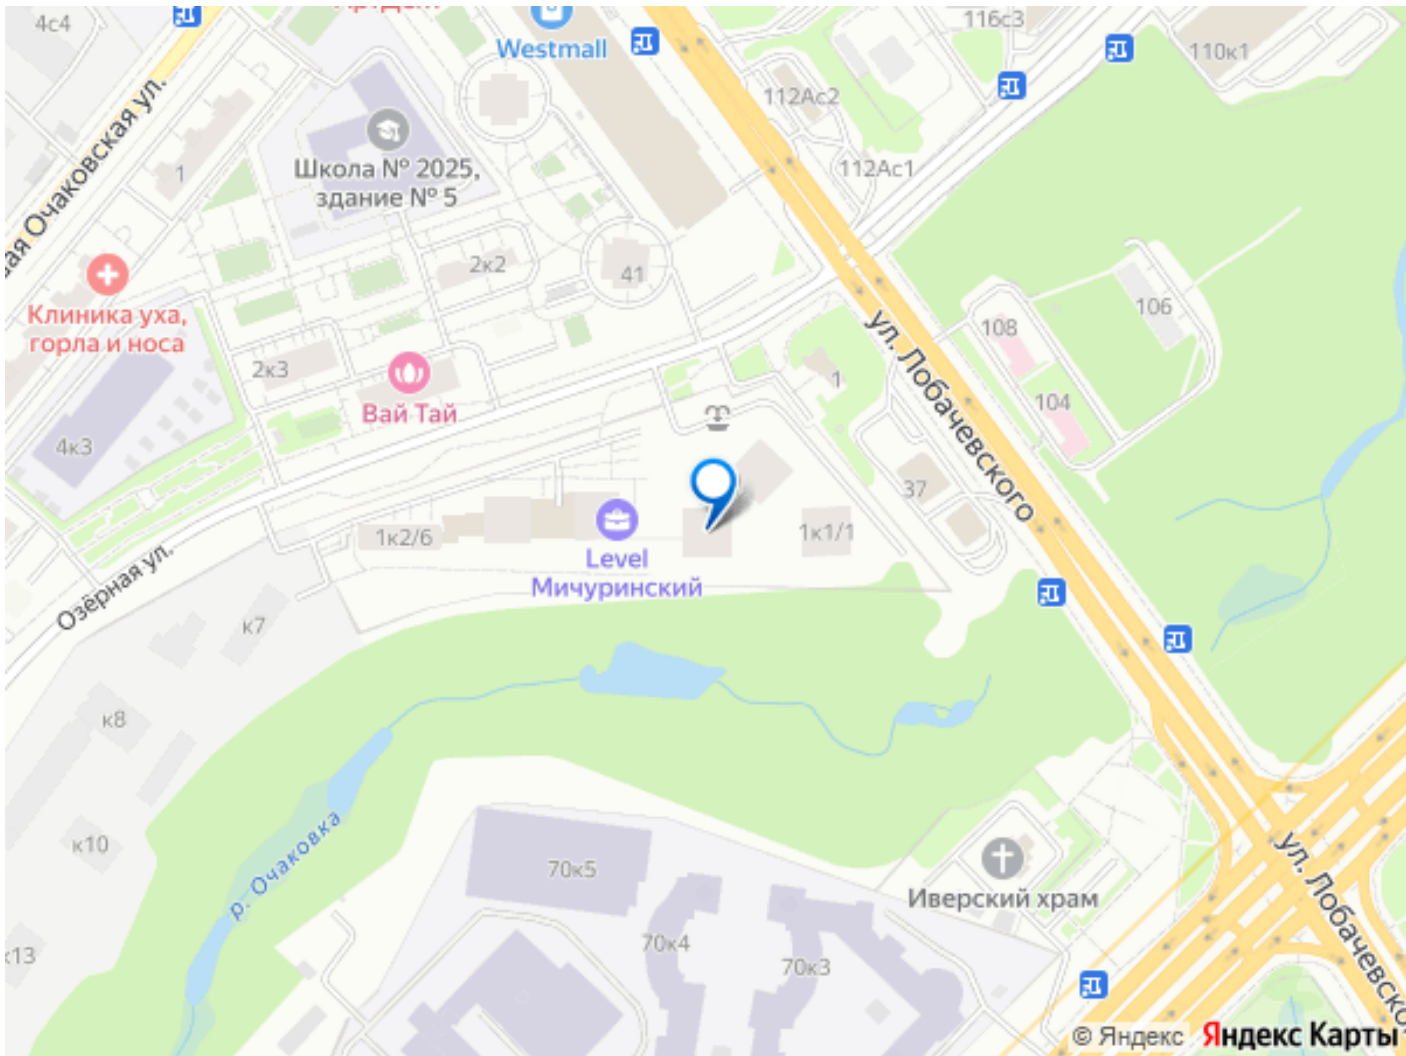 4с4
Westmall
116с3
110к1
112Ас2
Школа № 2025,
здание № 5
1
112Ас1
вая Очаковская ул.
2к2
41
Клиника уха,
горла и носа
106
108
ул. Лобачевского
2к3
1
Вай Тай
104
4к3
37
1к2/6
1к1/1
Level
Мичуринский
Озёрная ул.
к7
к8
р. Очаковка
к10
70к5
Иверский храм
ул. Лобачевско
к13
70к4
70к3
© Яндекс
Яндекс Карты